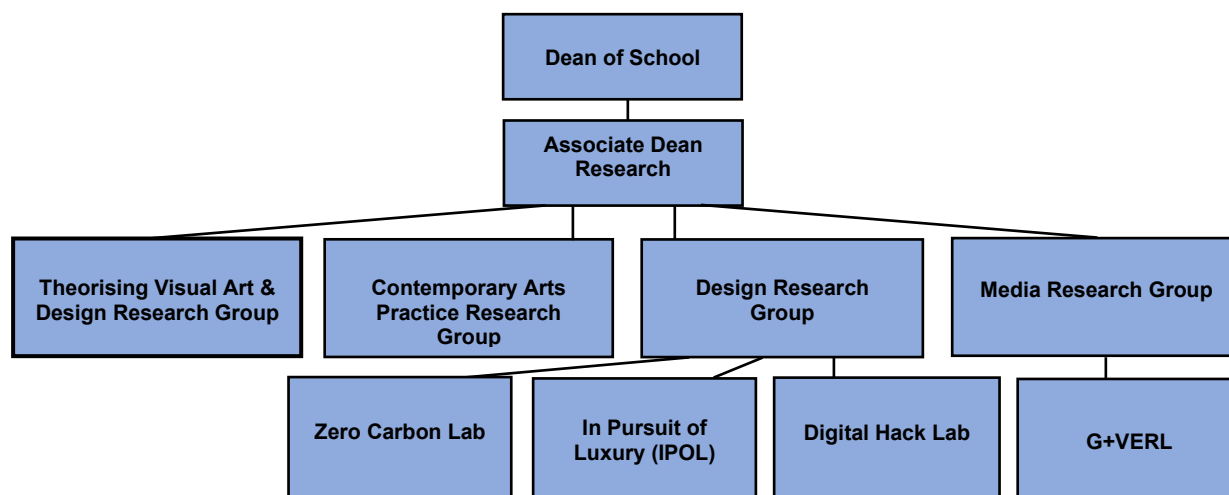 Dean of School
Associate Dean
Research
Theorising Visual Art &
Design Research Group
Contemporary Arts
Practice Research
Group
Design Research
Group
Media Research Group
Zero Carbon Lab
In Pursuit of
Luxury (IPOL)
Digital Hack Lab
G+VERL